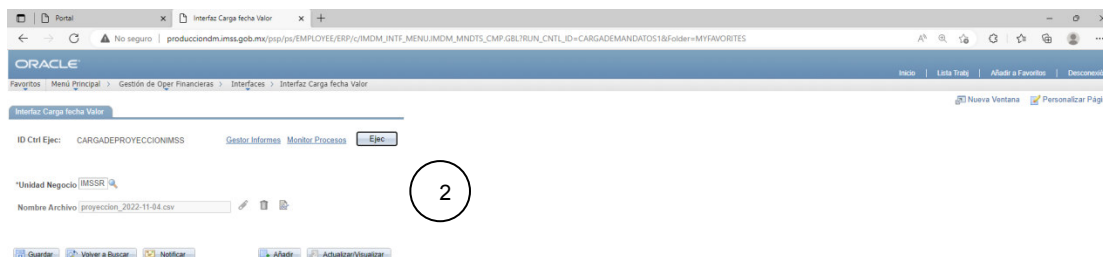 Portal
Interfaz Carga fecha Valor
No seguro | producciondm.imss.gob.mx/psp/ps/EMPLOYEE/ERP/c/IMDM_INTF_MENU.IMDM_MNDTS_CMP.GBL?RUN_CNTL_ID=CARGADEMANDATOS1&Folder=MYFAVORITES
ORACLE
Inicio | Lista Trabj | Añadir a Favoritos | Desconexió
Favoritos | Menú Principal > Gestión de Oper Financieras > Interfaces > Interfaz Carga fecha Valor
Nueva Ventana Personalizar Pági
Interfaz Carga fecha Valor
ID Ctrl Ejec: CARGADEPROYECCIONIMSS Gestor Informes Monitor Procesos Ejec
2
*Unidad Negocio IMSSR
Nombre Archivo proyeccion_2022-11-04.csv
Guardar Volver a Buscar Notificar Añadir Actualizar/Visualizar